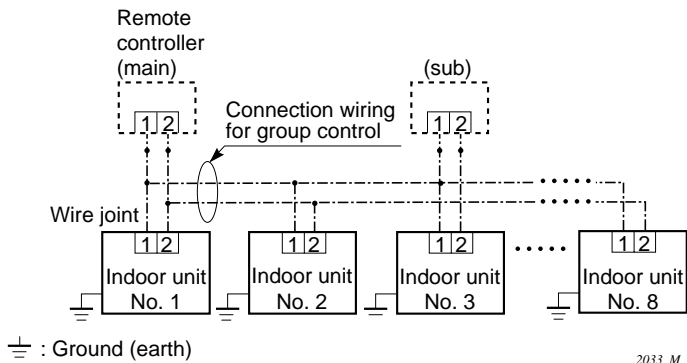 Remote
controller
(main)
(sub)
1 2
1 2
Connection wiring
for group control
Wire joint
1 2
1 2
1 2
1 2
Indoor unit
No. 1
Indoor unit
No. 2
Indoor unit
No. 3
Indoor unit
No. 8
: Ground (earth)
2033_M